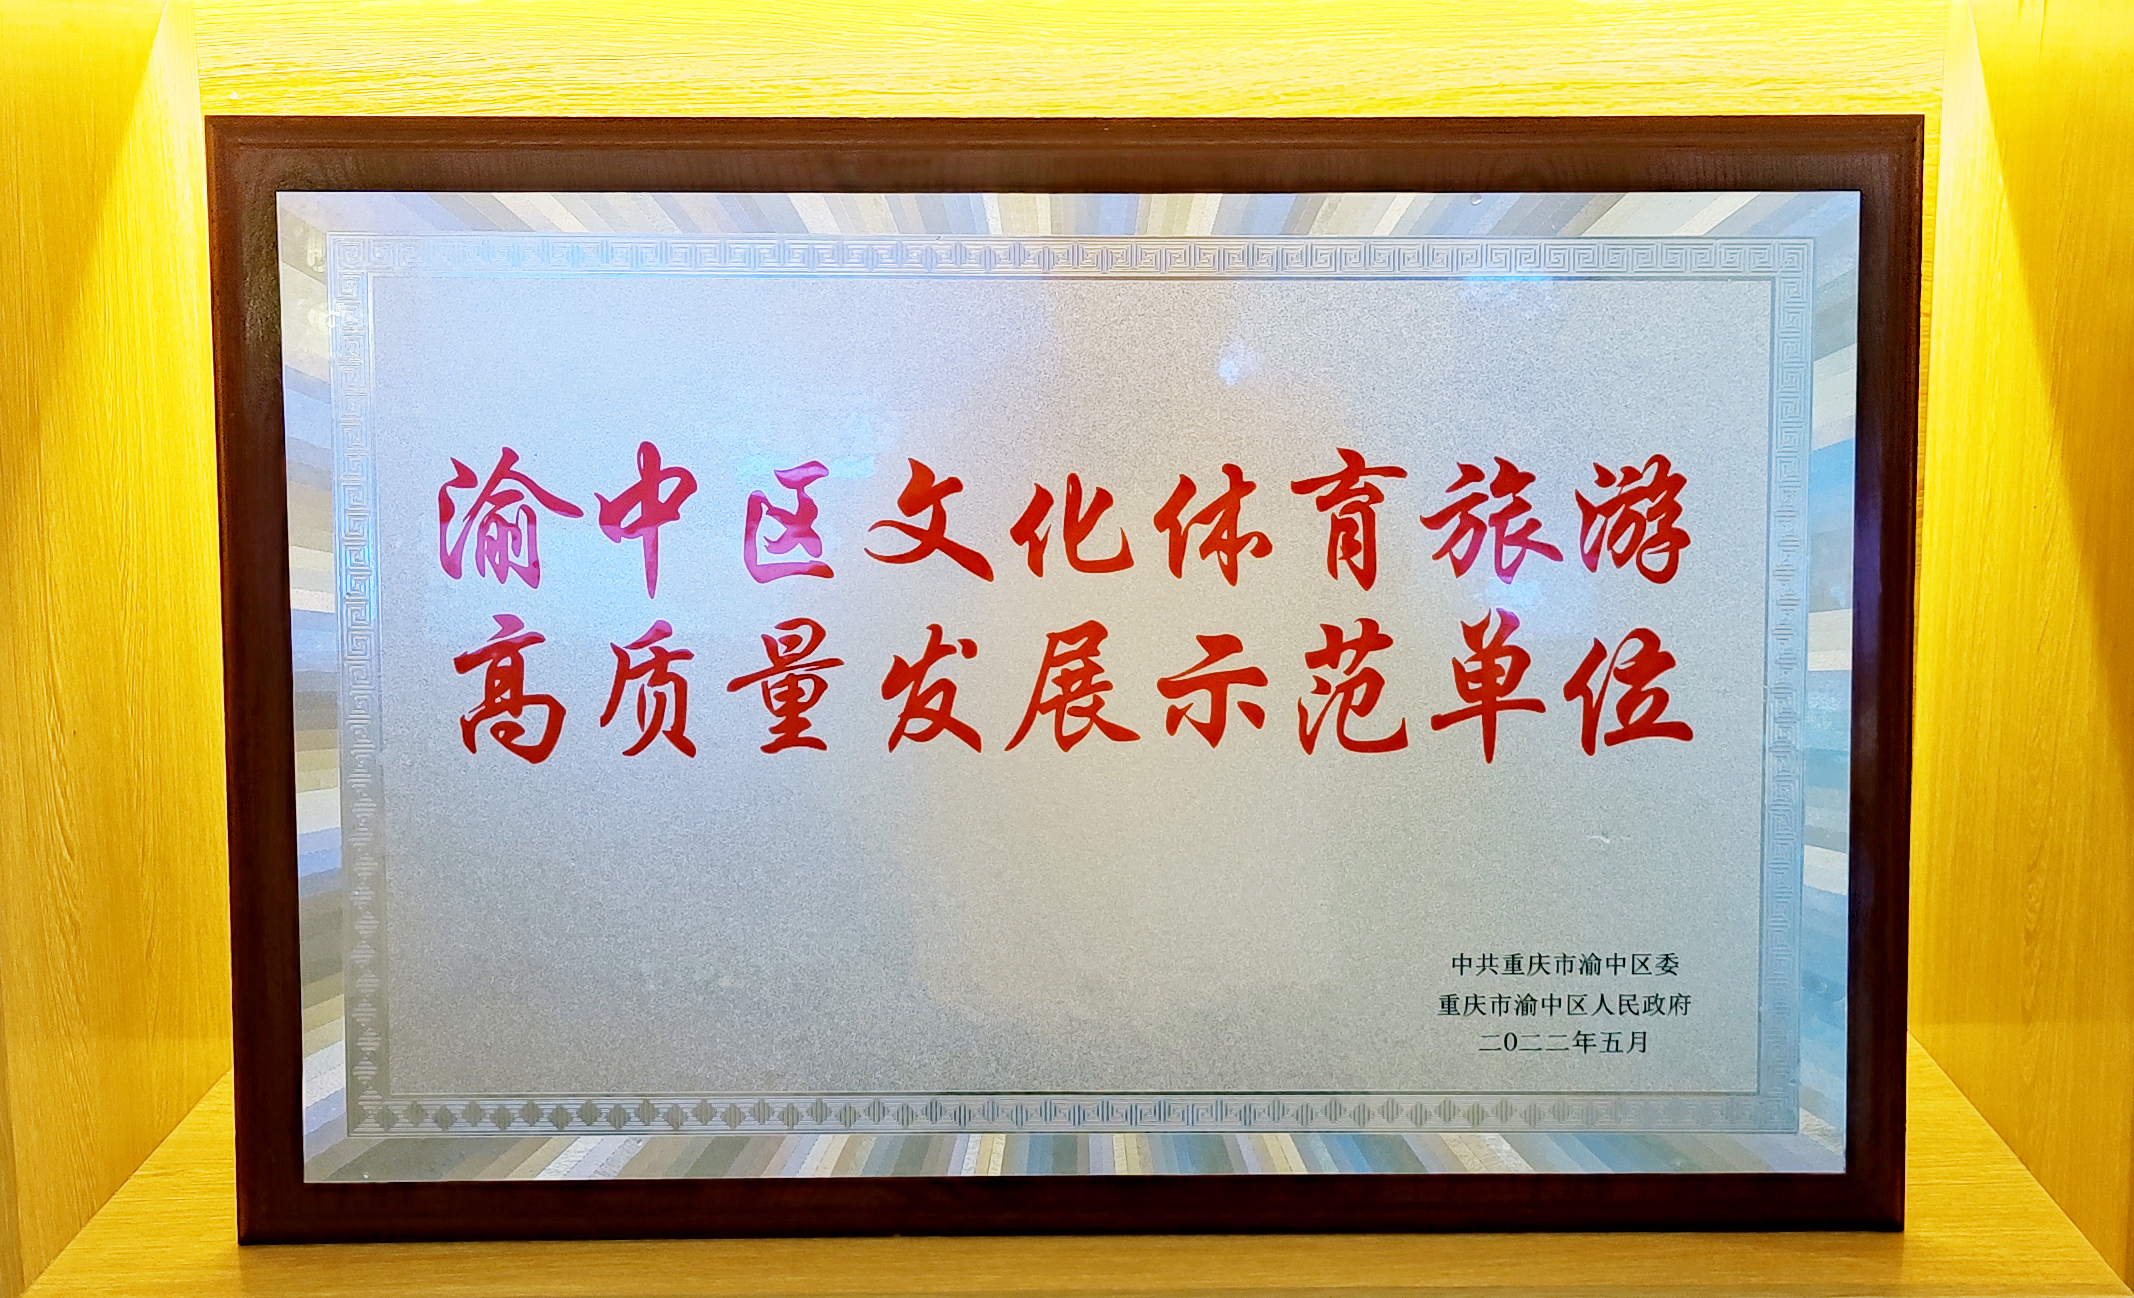 渝中区文化体育旅游
高质量发展示范单位
中共重庆市渝中区委
重庆市渝中区人民政府
二0二二年五月